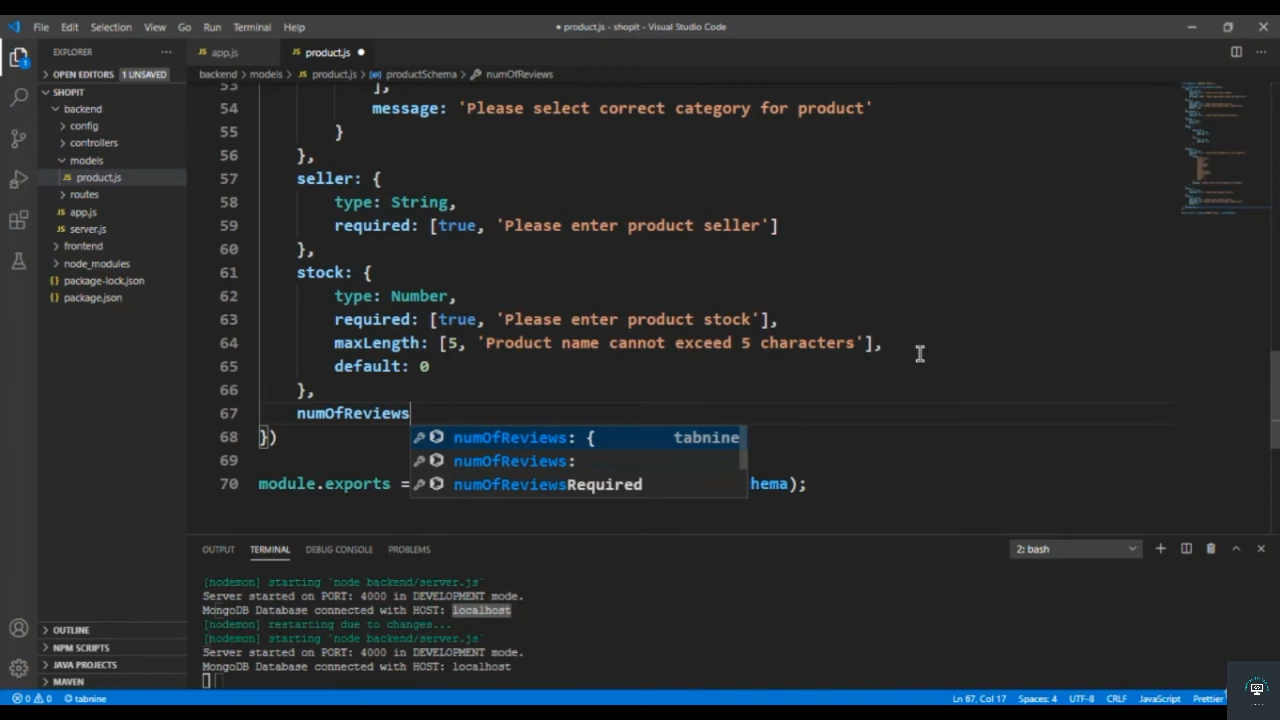 File Edit Selection View Go Run Terminal Help
● product.js - shopit - Visual Studio Code
EXPLORER
OPEN EDITORS 1 UNSAVED
SHOPIT
backend
config
controllers
models
JS product.js
routes
JS app.js
JS server.js
frontend
node_modules
{} package-lock.json
{} package.json
OUTLINE
NPM SCRIPTS
JAVA PROJECTS
MAVEN
JS app.js JS product.js ●
backend > models > JS product.js > productSchema > numOfReviews
53 ],
54 message: 'Please select correct category for product'
55 }
56 },
57 seller: {
58 type: String,
59 required: [true, 'Please enter product seller']
60 },
61 stock: {
62 type: Number,
63 required: [true, 'Please enter product stock'],
64 maxLength: [5, 'Product name cannot exceed 5 characters'],
65 default: 0
66 },
67 numOfReviews
68 })
69
70 module.exports = hema);
numOfReviews: { tabnine
numOfReviews:
numOfReviewsRequired
OUTPUT TERMINAL DEBUG CONSOLE PROBLEMS 2: bash
[nodemon] starting `node backend/server.js`
Server started on PORT: 4000 in DEVELOPMENT mode.
MongoDB Database connected with HOST: localhost
[nodemon] restarting due to changes...
[nodemon] starting `node backend/server.js`
Server started on PORT: 4000 in DEVELOPMENT mode.
MongoDB Database connected with HOST: localhost
0 0 tabnine Ln 67, Col 17 Spaces: 4 UTF-8 CRLF JavaScript Prettier